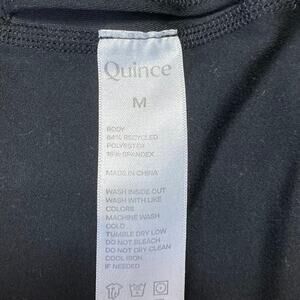 Quince
M
BODY
84% RECYCLED
POLYESTER
16% SPANDEX
MADE IN CHINA
WASH INSIDE OUT
WASH WITH LIKE
COLORS
MACHINE WASH
COLD
TUMBLE DRY LOW
DO NOT BLEACH
DO NOT DRY CLEAN
COOL IRON
IF NEEDED